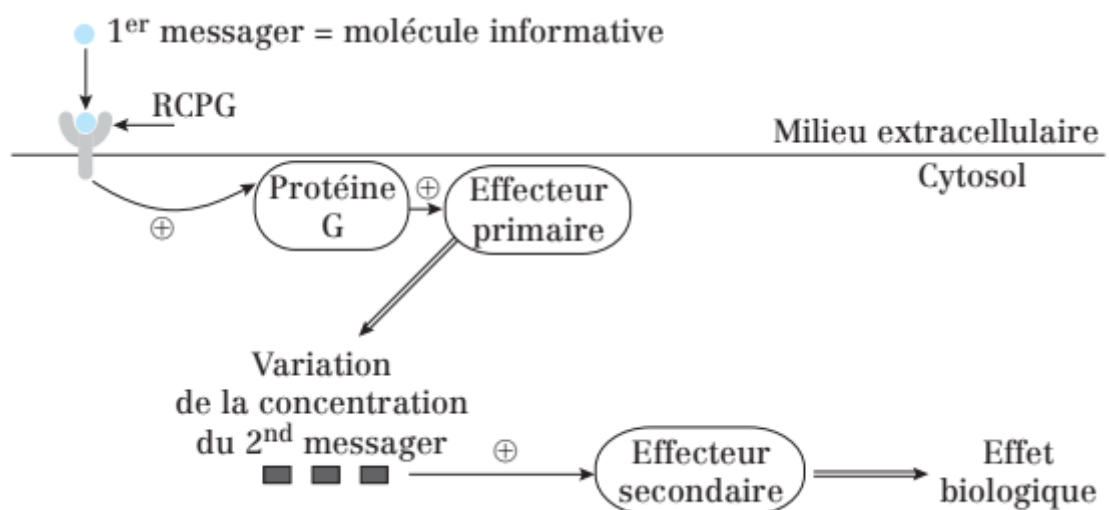 1er messager = molécule informative
RCPG
Milieu extracellulaire
Cytosol
Protéine
G
⊕
Effecteur
primaire
⊕
Variation
de la concentration
du 2nd messager
⊕
Effecteur
secondaire
Effet
biologique